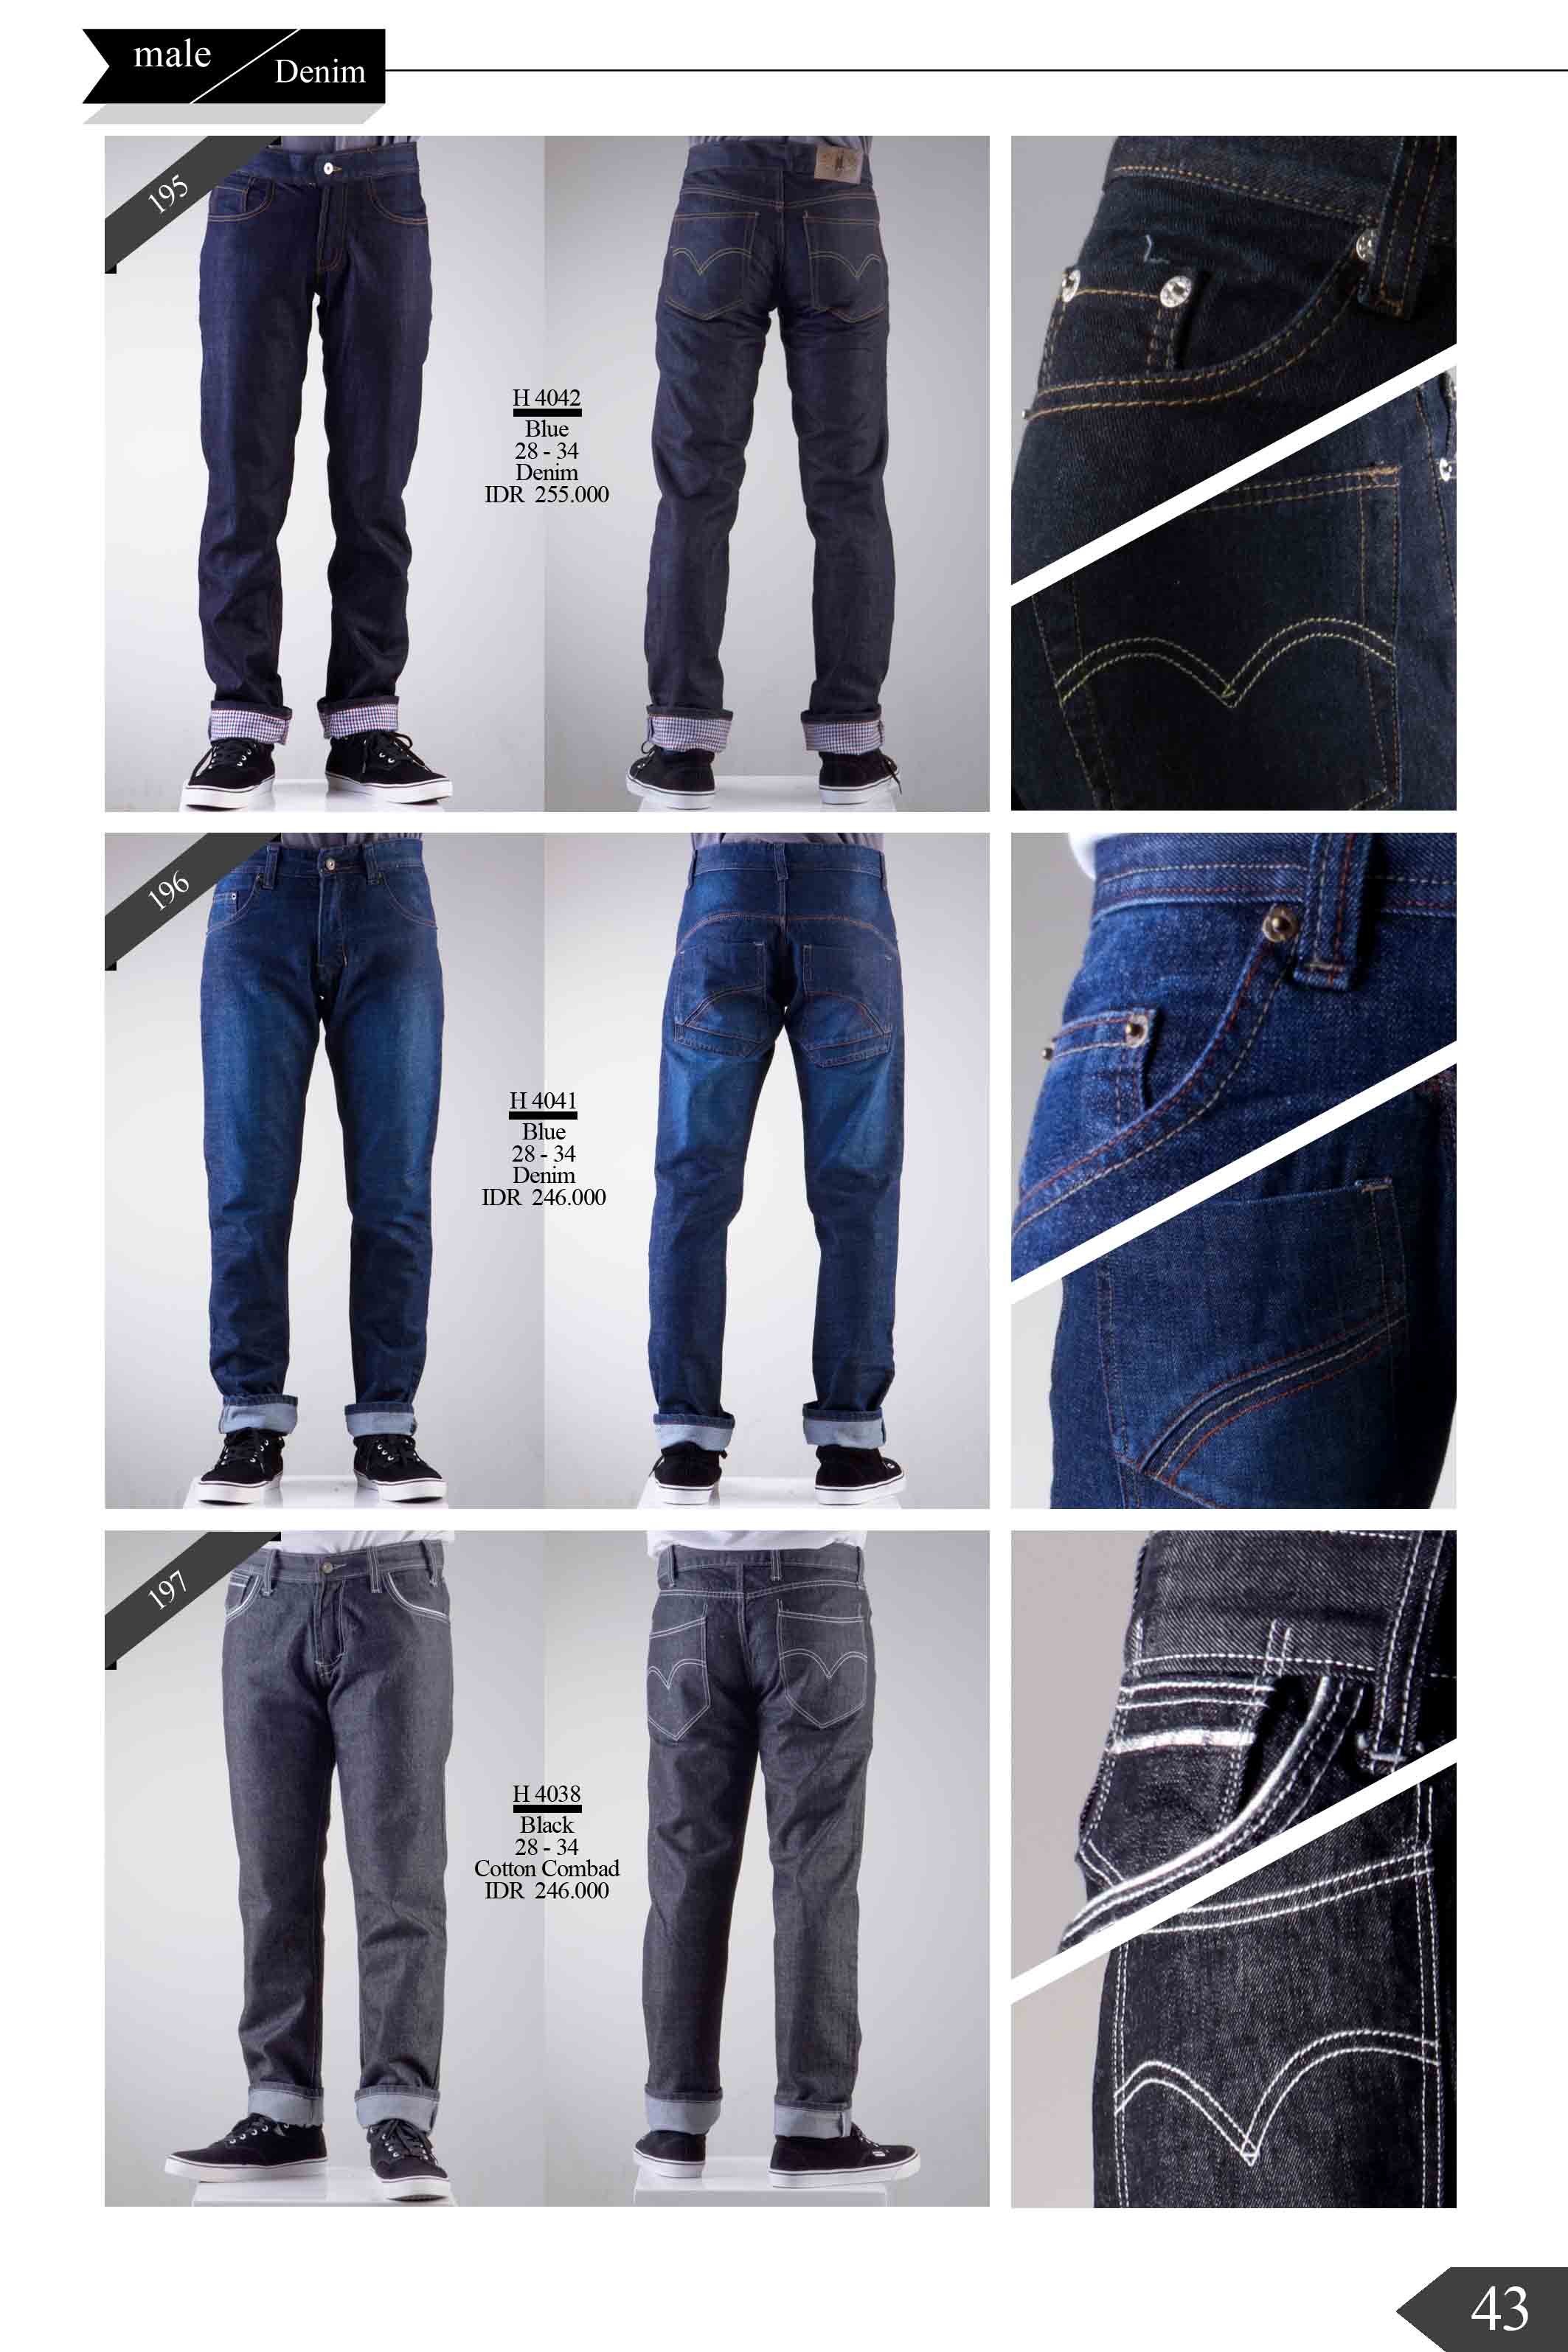 male
Denim
195
H 4042
Blue
28 - 34
Denim
IDR 255.000
196
H 4041
Blue
28 - 34
Denim
IDR 246.000
197
H 4038
Black
28 - 34
Cotton Combad
IDR 246.000
43